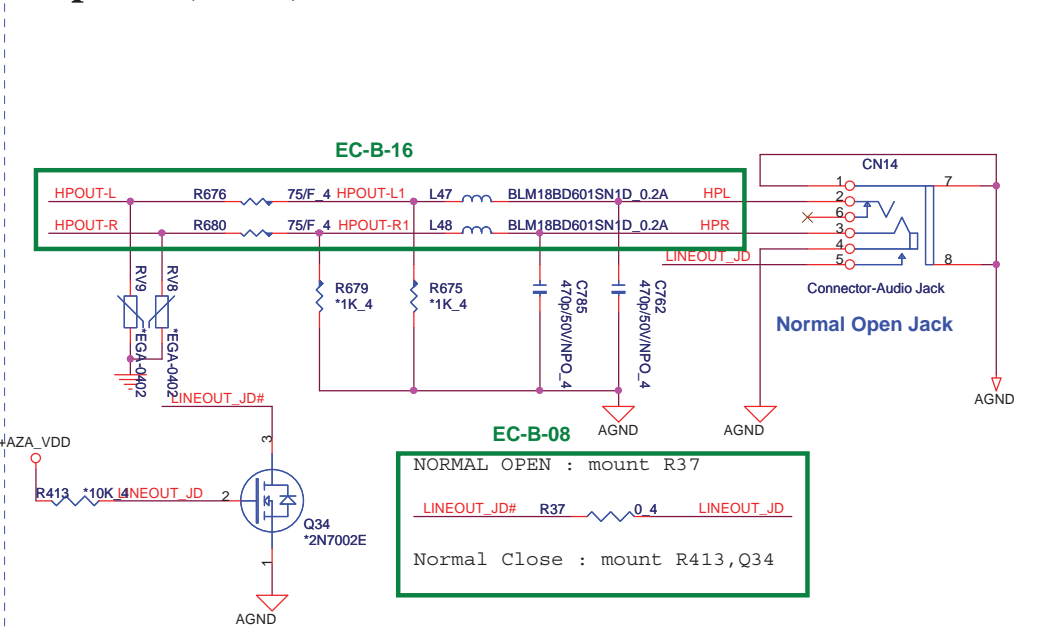 EC-B-16
HPOUT-L R676 75/F_4 HPOUT-L1 L47 BLM18BD601SN1D_0.2A HPL
HPOUT-R R680 75/F_4 HPOUT-R1 L48 BLM18BD601SN1D_0.2A HPR
LINEOUT_JD
CN14
1
2
6
3
4
5
7
8
Connector-Audio Jack
Normal Open Jack
AGND
RV9
*EGA-0402
RV8
*EGA-0402
R679
*1K_4
R675
*1K_4
C785
470p/50V/NPO_4
C762
470p/50V/NPO_4
AGND
AGND
LINEOUT_JD#
+AZA_VDD
R413 *10K_4 LINEOUT_JD 2
3
1
Q34
*2N7002E
AGND
EC-B-08
NORMAL OPEN : mount R37
LINEOUT_JD# R37 0_4 LINEOUT_JD
Normal Close : mount R413,Q34